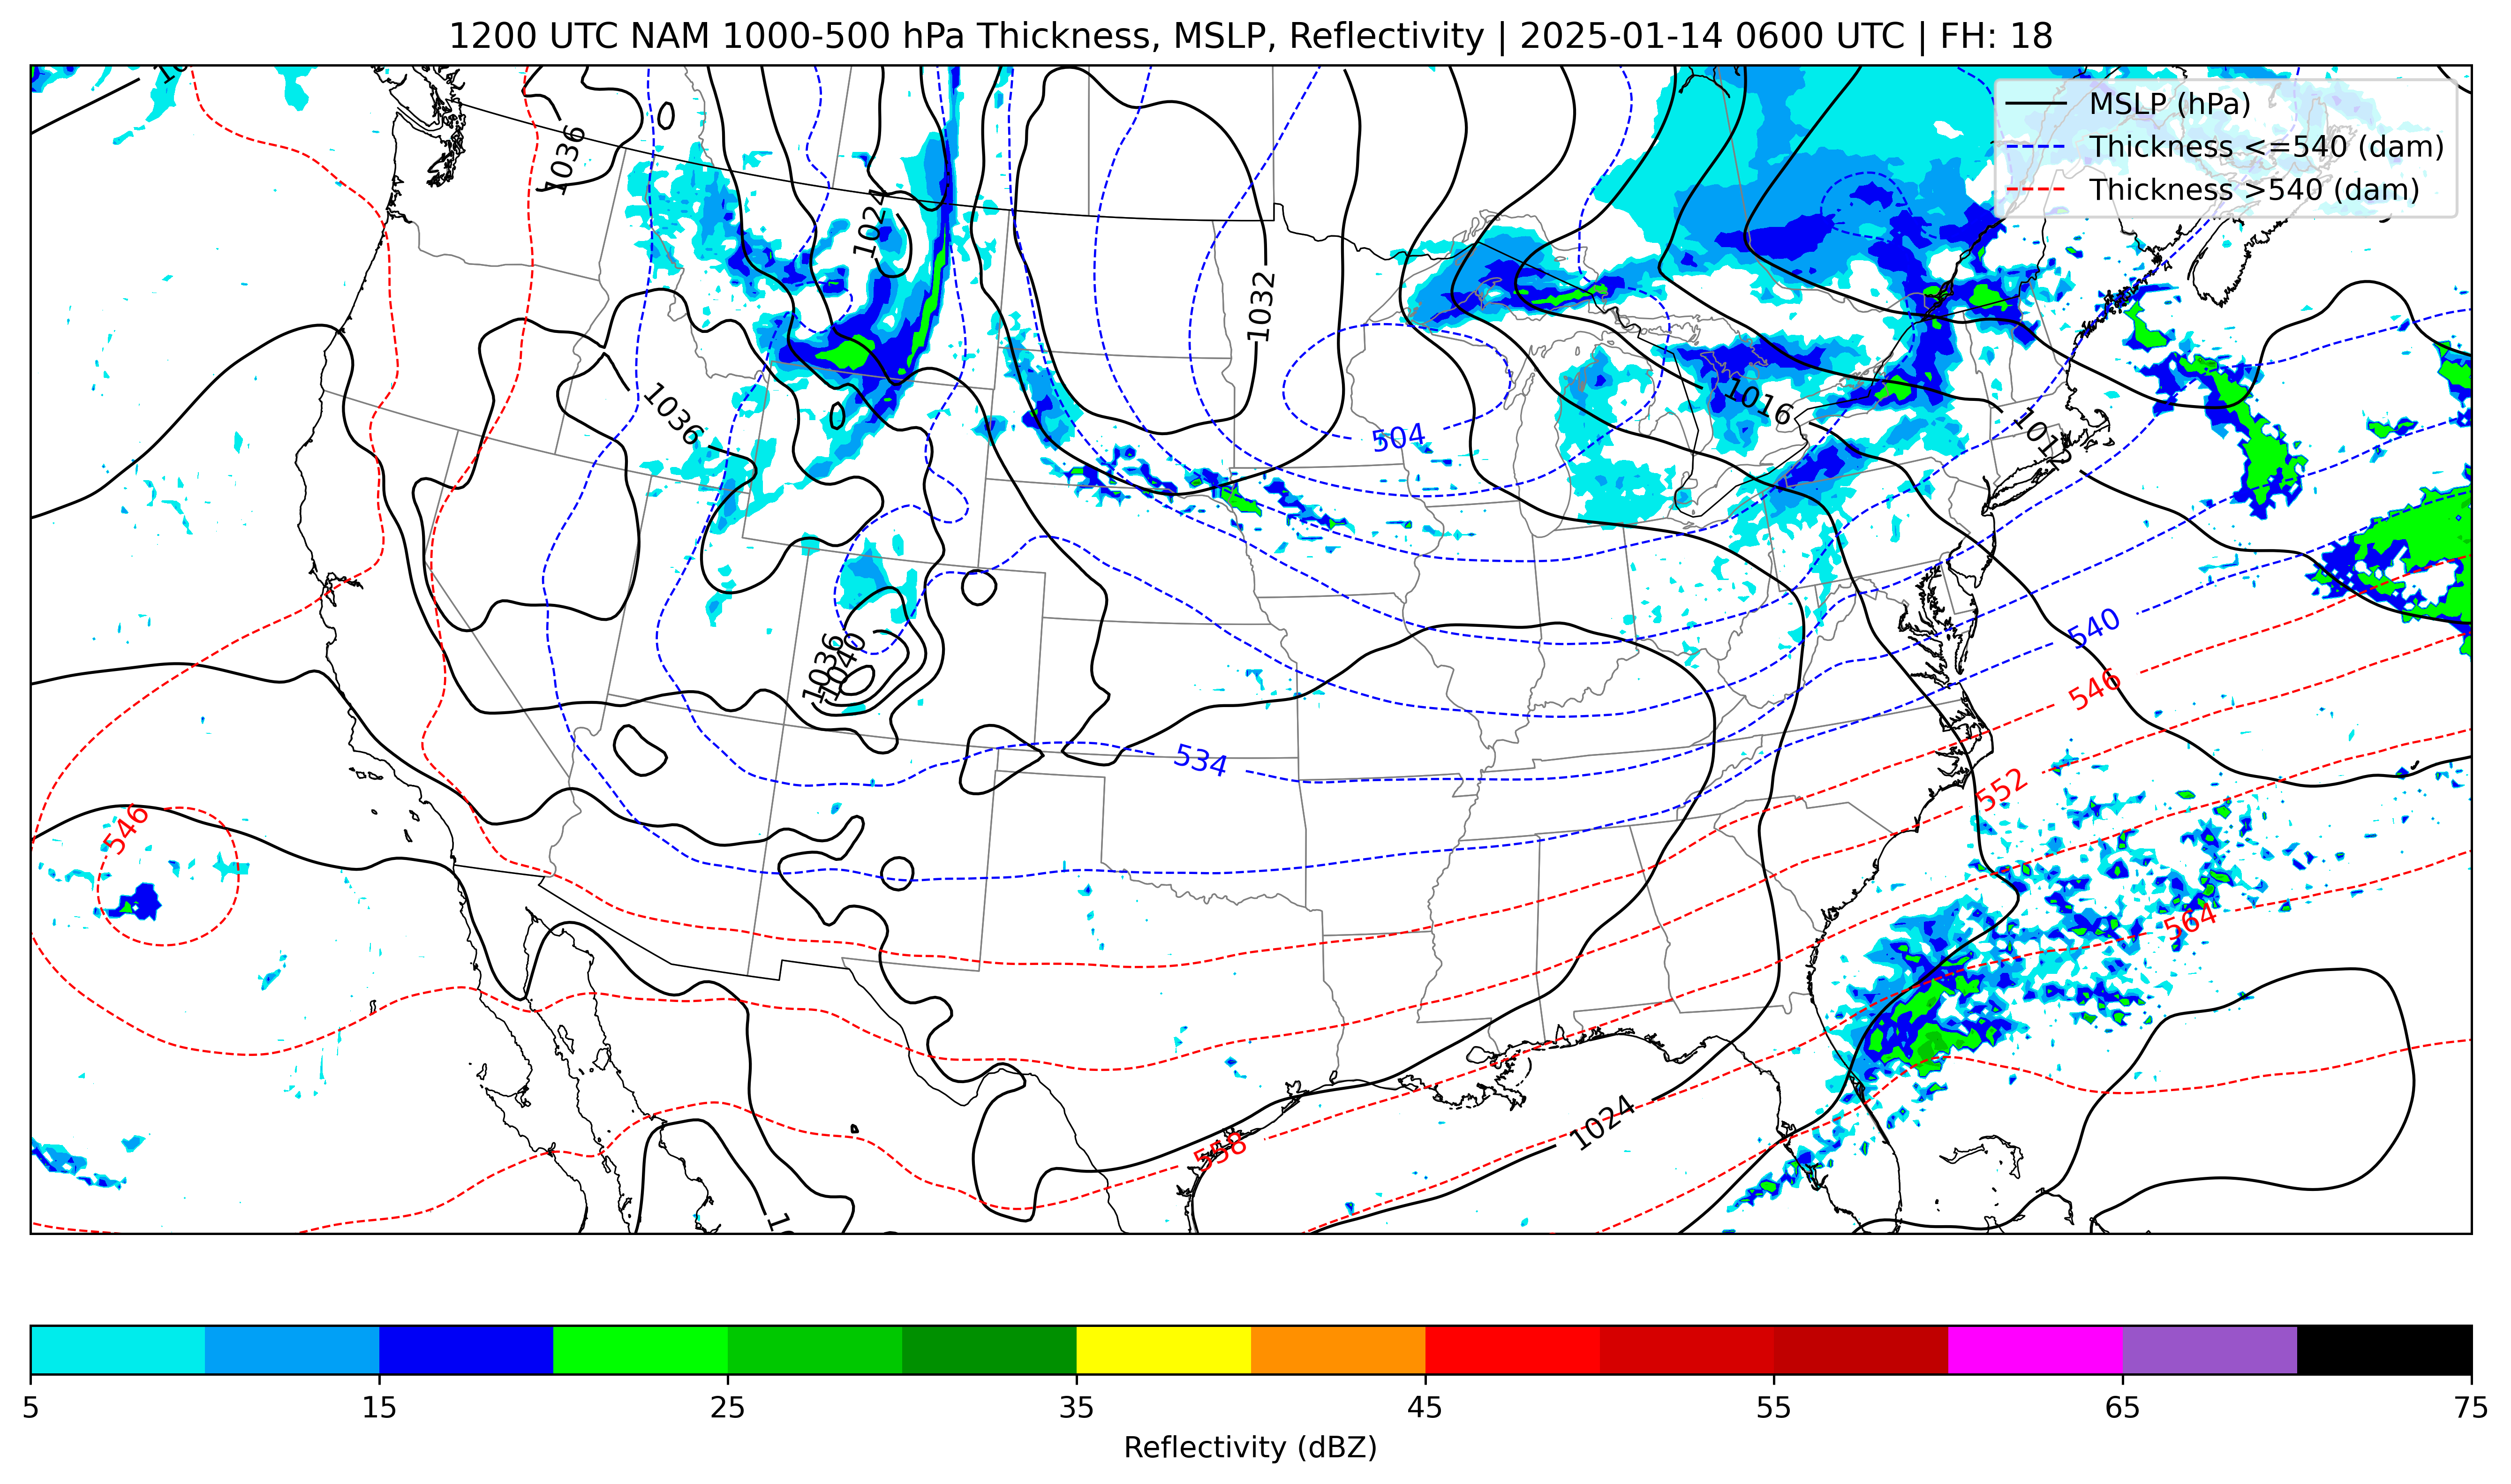 1200 UTC NAM 1000-500 hPa Thickness, MSLP, Reflectivity | 2025-01-14 0600 UTC | FH: 18
MSLP (hPa)
Thickness <=540 (dam)
Thickness >540 (dam)
1036
1024
1032
1036
1016
504
1012
540
1036
1040
546
534
552
546
564
1024
558
5 15 25 35 45 55 65 75
Reflectivity (dBZ)